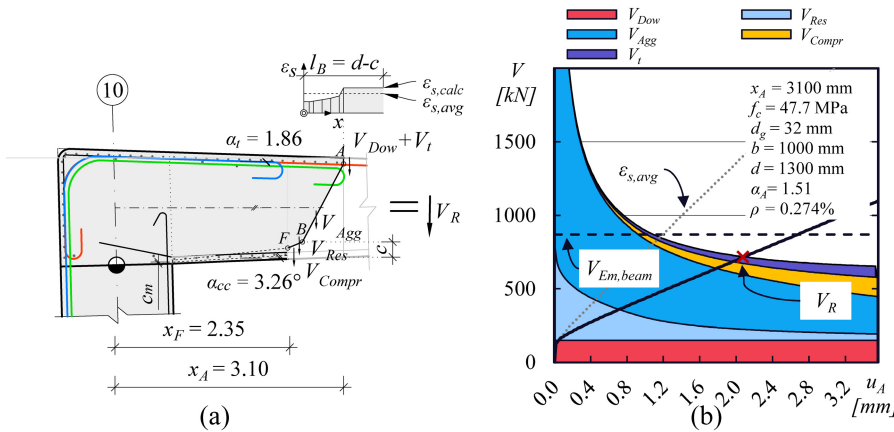 (a)
10
ε_s
l_B = d-c
ε_s,calc
ε_s,avg
x
α_t = 1.86
A
V_Dow+V_t
V_Agg
B
F
V_Res
V_Compr
= V_R
c
cm
α_cc = 3.26°
x_F = 2.35
x_A = 3.10
(a)
(b)
V_Dow
V_Res
V_Agg
V_Compr
V_t
V
[kN]
1500
1000
500
0
x_A = 3100 mm
f_c = 47.7 MPa
d_g = 32 mm
b = 1000 mm
d = 1300 mm
α_A = 1.51
ρ = 0.274%
ε_s,avg
V_Em,beam
V_R
0.0 0.4 0.8 1.2 1.6 2.0 2.4 2.8 3.2
u_A
[mm]
(b)